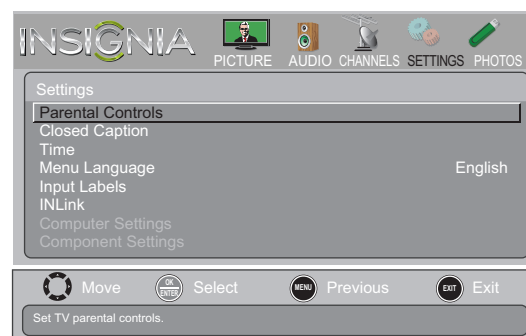 INSIGNIA
PICTURE AUDIO CHANNELS SETTINGS PHOTOS
Settings
Parental Controls
Closed Caption
Time
Menu Language English
Input Labels
INLink
Computer Settings
Component Settings
Move OK ENTER Select MENU Previous EXIT Exit
Set TV parental controls.